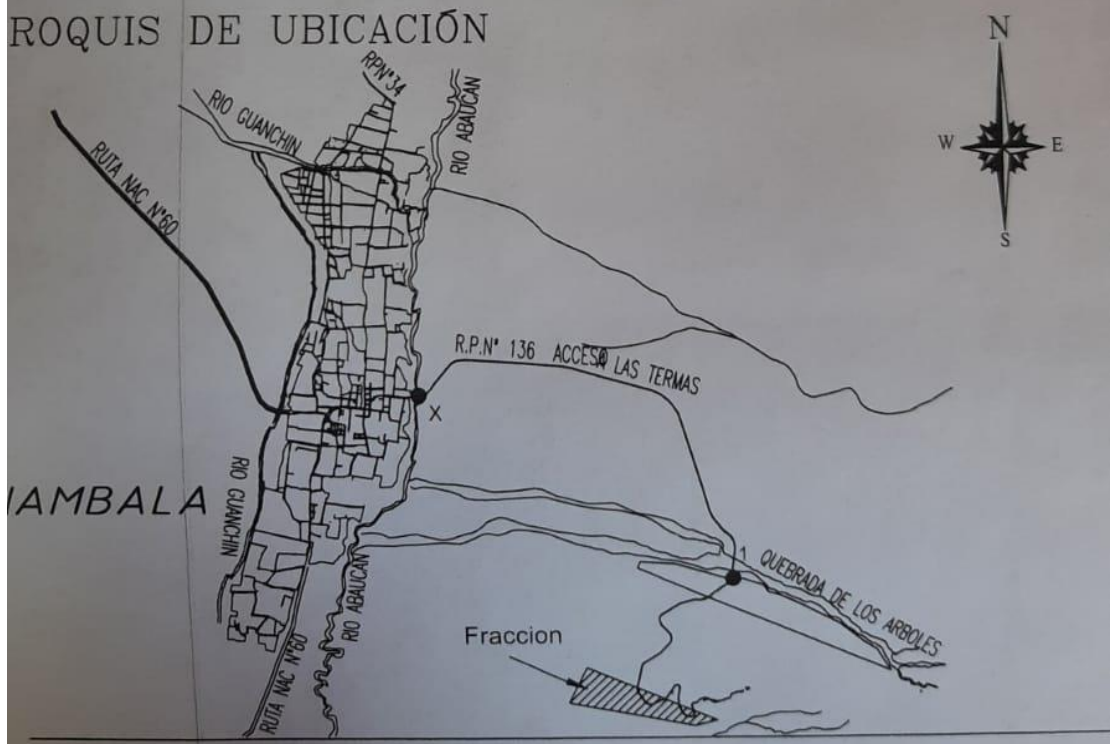 ROQUIS DE UBICACIÓN
N
W
E
S
RPN°34
RIO GUANCHIN
RIO ABAUCAN
RUTA NAC N°60
R.P.N° 136 ACCESO LAS TERMAS
X
IAMBALA
RIO GUANCHIN
RIO ABAUCAN
1
QUEBRADA DE LOS ARBOLES
Fraccion
RUTA NAC N°60